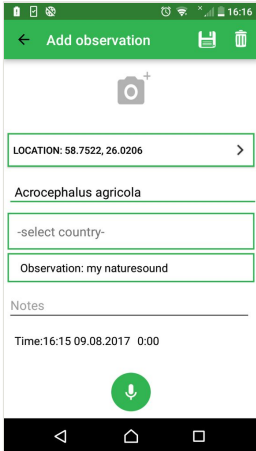 16:16
Add observation
LOCATION: 58.7522, 26.0206
Acrocephalus agricola
-select country-
Observation: my naturesound
Notes
Time:16:15 09.08.2017 0:00